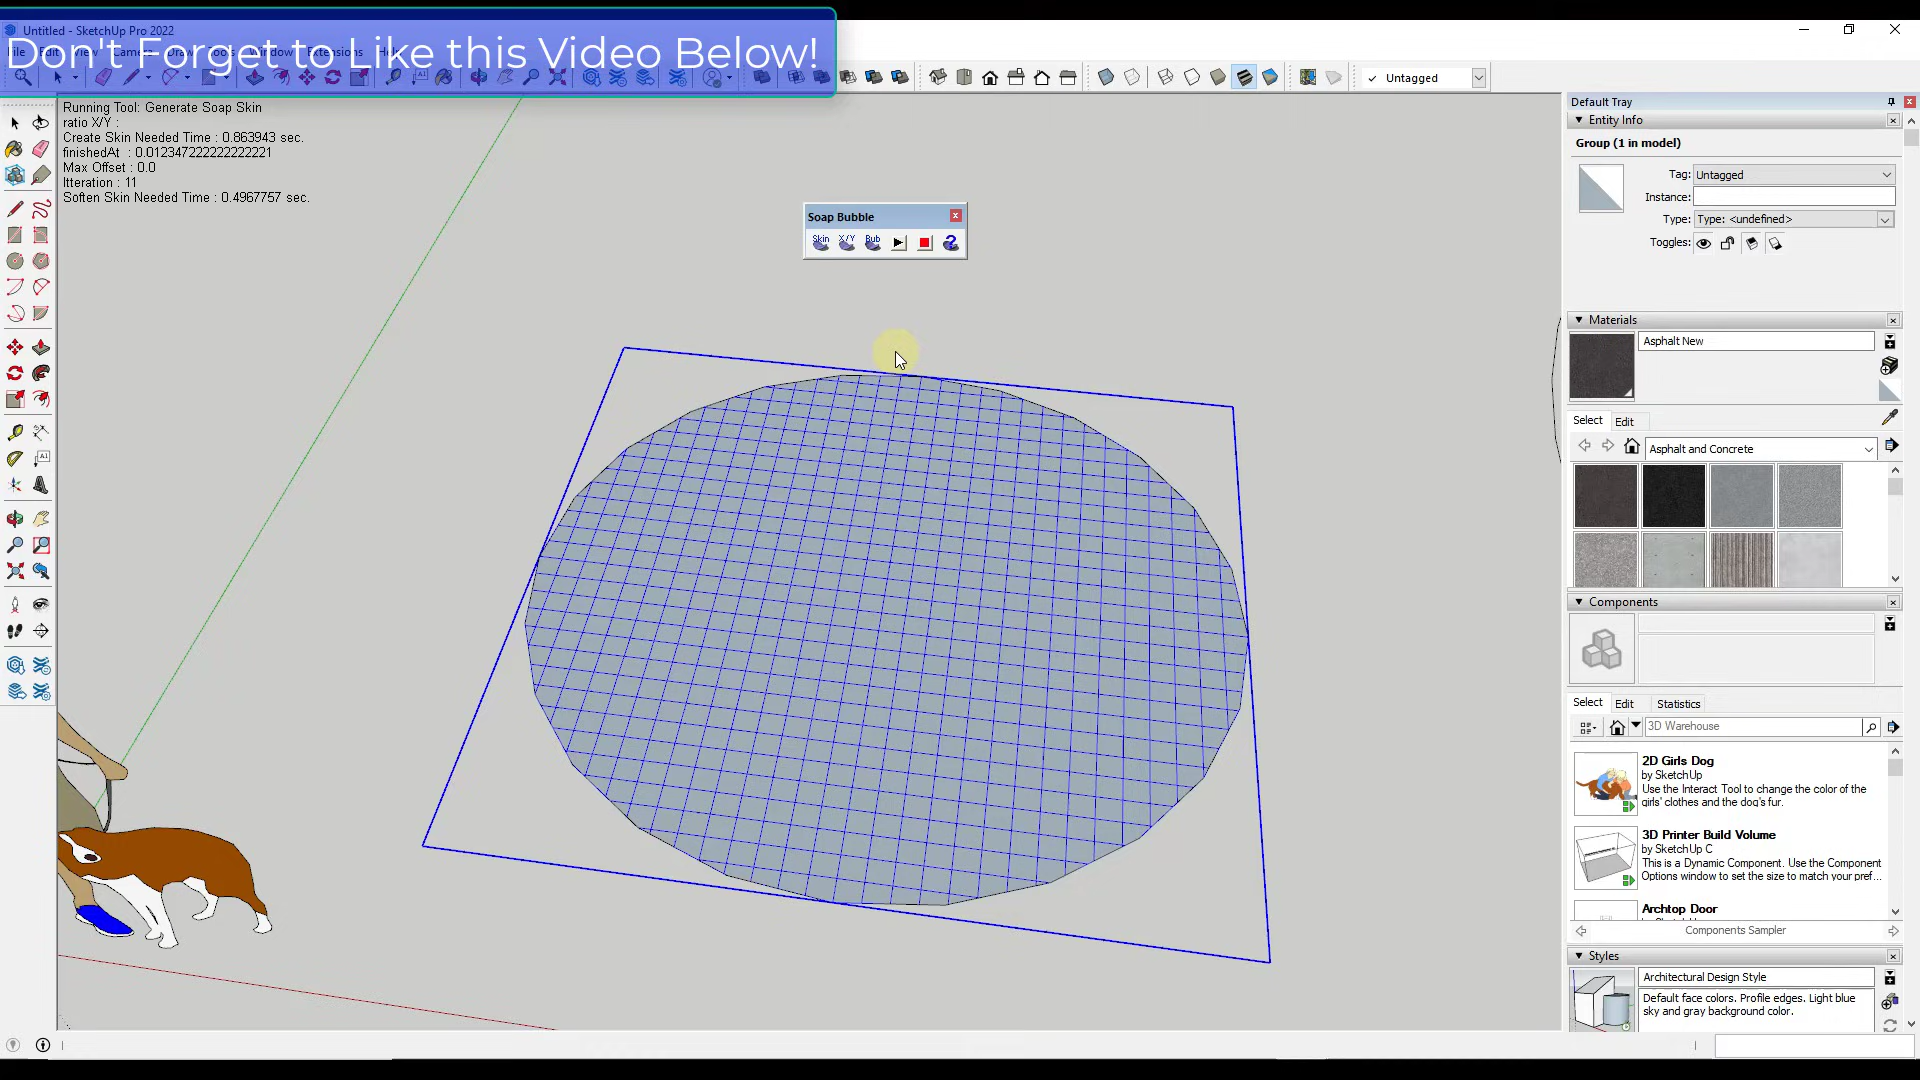 Untitled - SketchUp Pro 2022
Don't Forget to Like this Video Below!
Untagged
Running Tool: Generate Soap Skin
ratio X/Y :
Create Skin Needed Time : 0.863943 sec.
finishedAt : 0.012347222222222221
Max Offset : 0.0
Itteration : 11
Soften Skin Needed Time : 0.4967757 sec.
Soap Bubble
Skin X/Y Bub
Default Tray
Entity Info
Group (1 in model)
Tag: Untagged
Instance:
Type: Type: <undefined>
Toggles:
Materials
Asphalt New
Select Edit
Asphalt and Concrete
Components
Select Edit Statistics
3D Warehouse
2D Girls Dog
by SketchUp
Use the Interact Tool to change the color of the
girls' clothes and the dog's fur.
3D Printer Build Volume
by SketchUp C
This is a Dynamic Component. Use the Component
Options window to set the size to match your pref...
Archtop Door
Components Sampler
Styles
Architectural Design Style
Default face colors. Profile edges. Light blue
sky and gray background color.